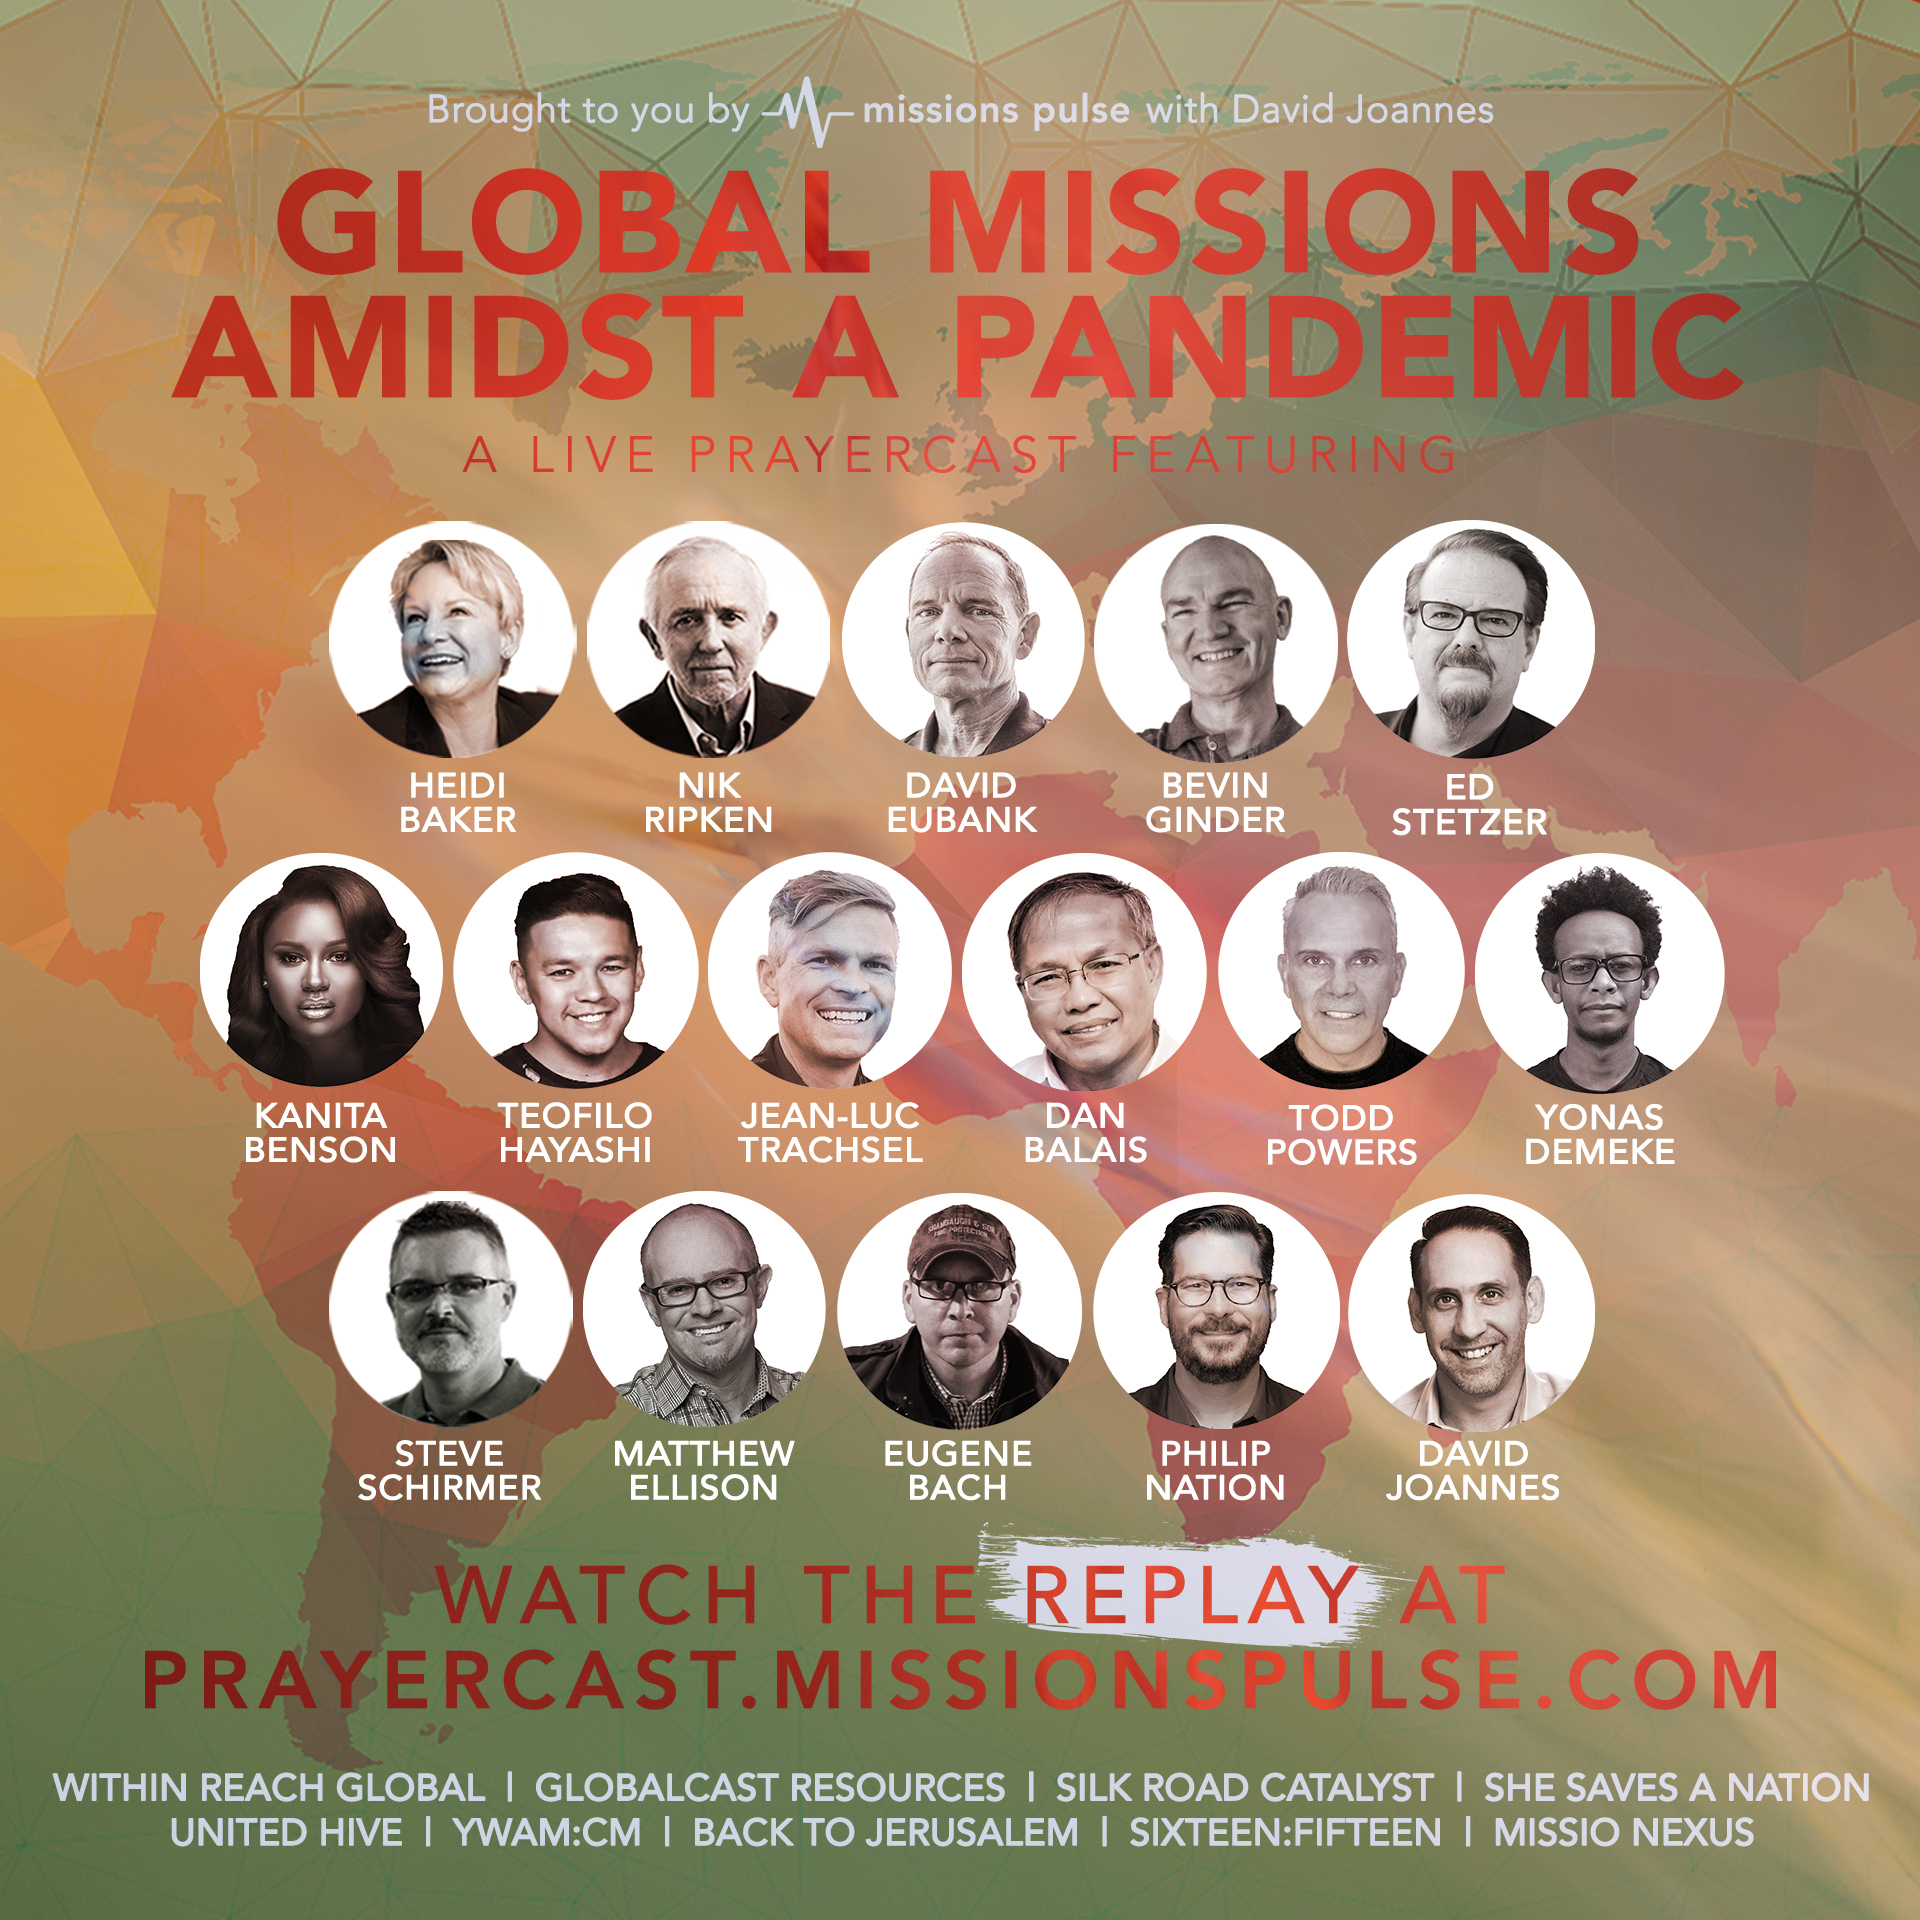 Brought to you by missions pulse with David Joannes
GLOBAL MISSIONS
AMIDST A PANDEMIC
A LIVE PRAYERCAST FEATURING
HEIDI
BAKER
NIK
RIPKEN
DAVID
EUBANK
BEVIN
GINDER
ED
STETZER
KANITA
BENSON
TEOFILO
HAYASHI
JEAN-LUC
TRACHSEL
DAN
BALAIS
TODD
POWERS
YONAS
DEMEKE
STEVE
SCHIRMER
MATTHEW
ELLISON
EUGENE
BACH
PHILIP
NATION
DAVID
JOANNES
WATCH THE REPLAY AT
PRAYERCAST.MISSIONSPULSE.COM
WITHIN REACH GLOBAL | GLOBALCAST RESOURCES | SILK ROAD CATALYST | SHE SAVES A NATION
UNITED HIVE | YWAM:CM | BACK TO JERUSALEM | SIXTEEN:FIFTEEN | MISSIO NEXUS